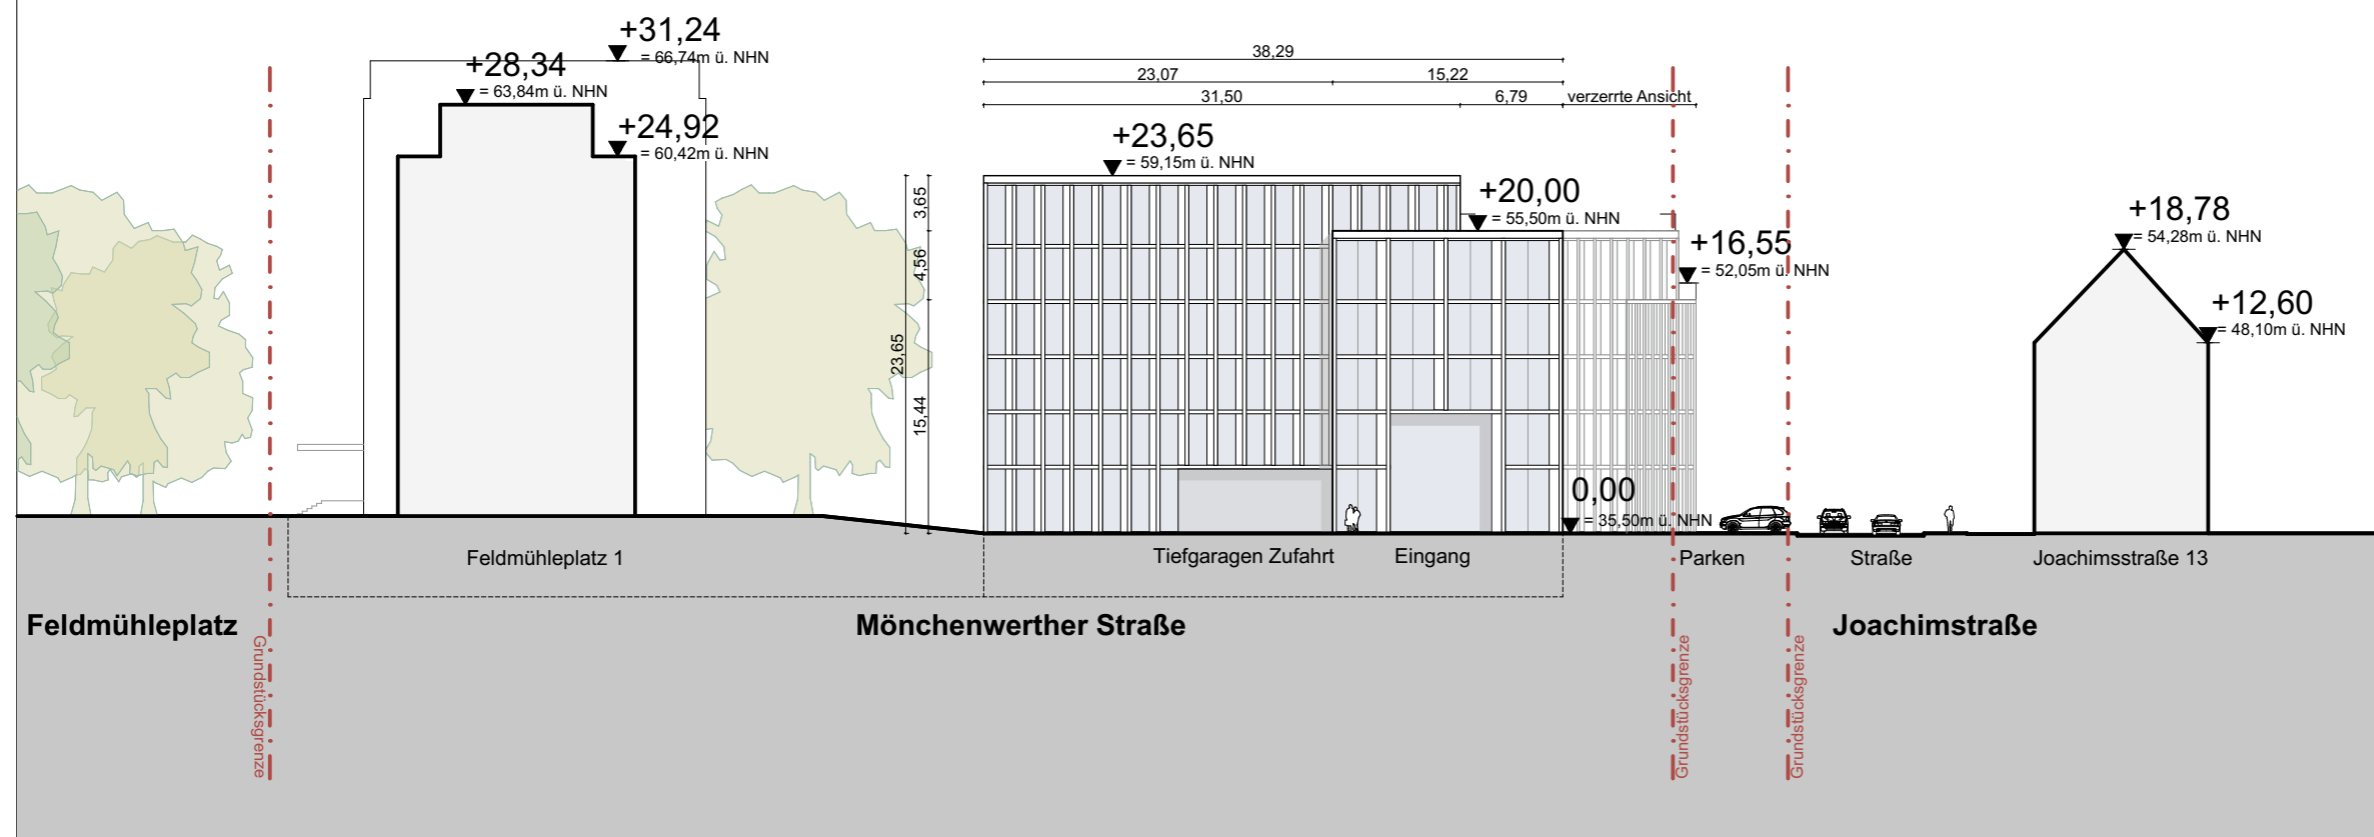 +31,24
= 66,74m ü. NHN
+28,34
= 63,84m ü. NHN
+24,92
= 60,42m ü. NHN
38,29
23,07
15,22
31,50
6,79
verzerrte Ansicht
+23,65
= 59,15m ü. NHN
+20,00
= 55,50m ü. NHN
+16,55
= 52,05m ü. NHN
+18,78
= 54,28m ü. NHN
+12,60
= 48,10m ü. NHN
3,65
4,56
23,65
15,44
0,00
= 35,50m ü. NHN
Feldmühleplatz 1
Tiefgaragen Zufahrt
Eingang
Parken
Straße
Joachimsstraße 13
Feldmühleplatz
Mönchenwerther Straße
Joachimstraße
Grundstücksgrenze
Grundstücksgrenze
Grundstücksgrenze